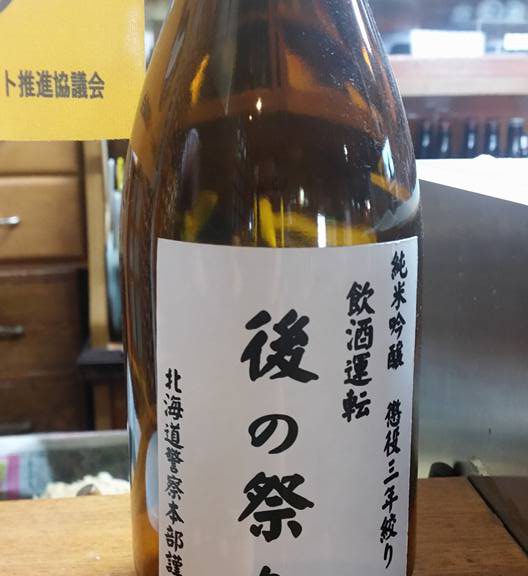 ト推進協議会
純米吟醸 懲役三年絞り
飲酒運転
後の祭
北海道警察本部謹